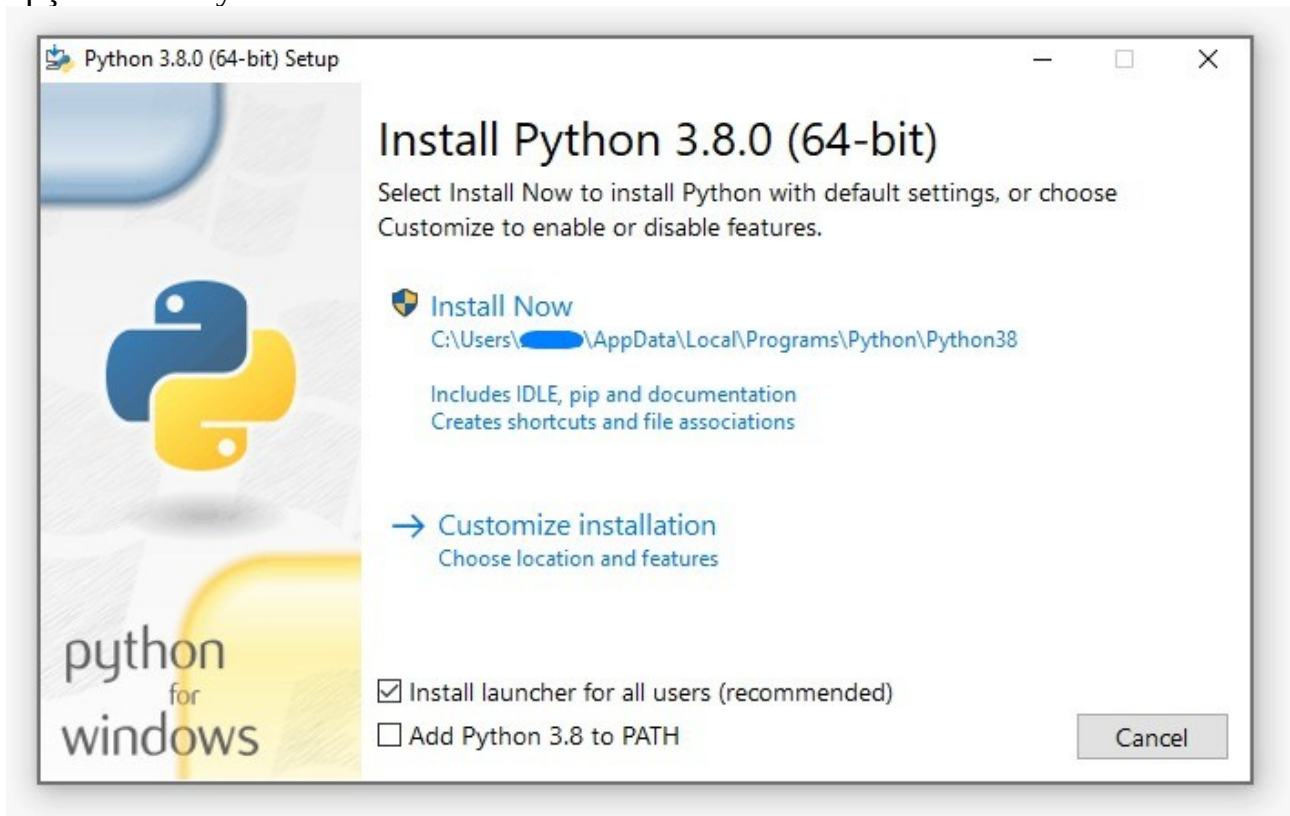 Python 3.8.0 (64-bit) Setup
Install Python 3.8.0 (64-bit)
Select Install Now to install Python with default settings, or choose
Customize to enable or disable features.
Install Now
C:\Users\ \AppData\Local\Programs\Python\Python38
Includes IDLE, pip and documentation
Creates shortcuts and file associations
Customize installation
Choose location and features
python
for
windows
Install launcher for all users (recommended)
Add Python 3.8 to PATH
Cancel